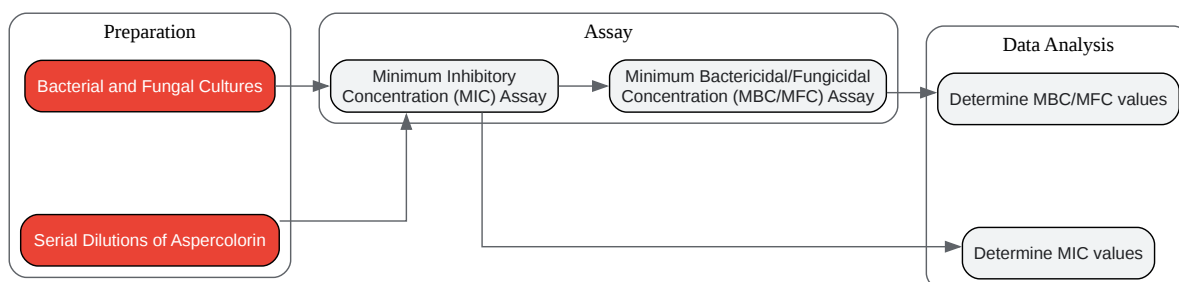 Preparation
Bacterial and Fungal Cultures
Serial Dilutions of Aspercolorin
Assay
Minimum Inhibitory
Concentration (MIC) Assay
Minimum Bactericidal/Fungicidal
Concentration (MBC/MFC) Assay
Data Analysis
Determine MBC/MFC values
Determine MIC values